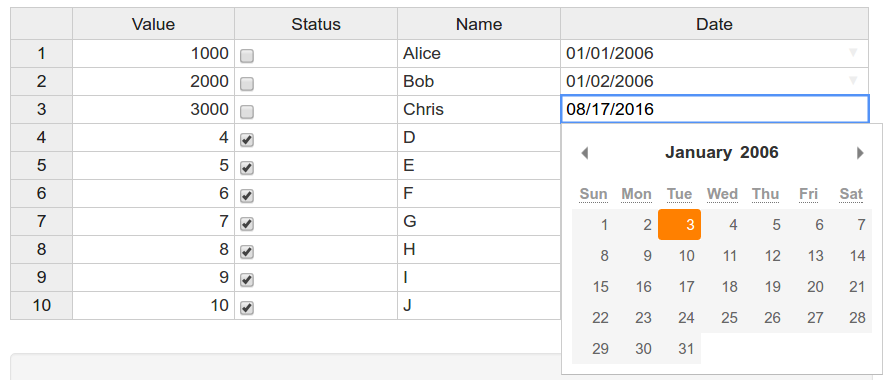 Value Status Name Date
1 1000 Alice 01/01/2006
2 2000 Bob 01/02/2006
3 3000 Chris 08/17/2016
4 4 D
5 5 E
6 6 F
7 7 G
8 8 H
9 9 I
10 10 J
January 2006
Sun Mon Tue Wed Thu Fri Sat
1 2 3 4 5 6 7
8 9 10 11 12 13 14
15 16 17 18 19 20 21
22 23 24 25 26 27 28
29 30 31